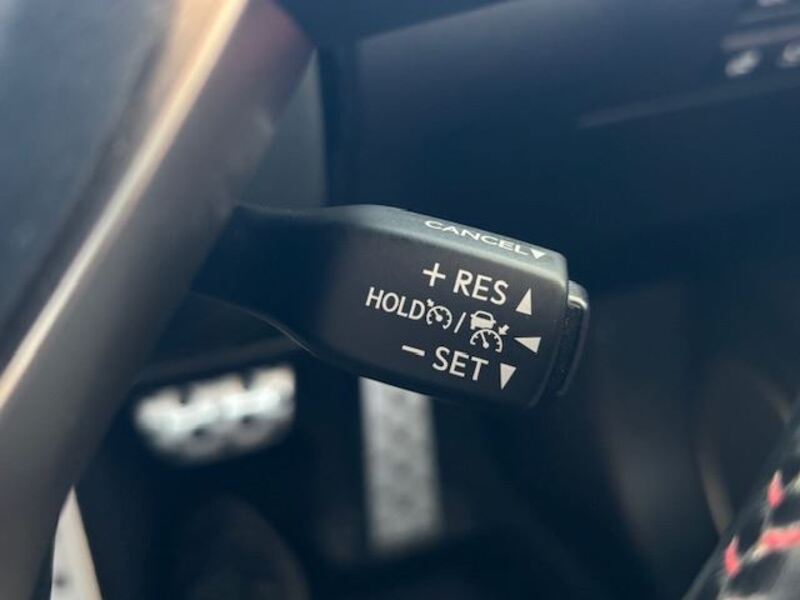 CANCEL▼
+ RES ▲
HOLD / ◀
− SET ▼